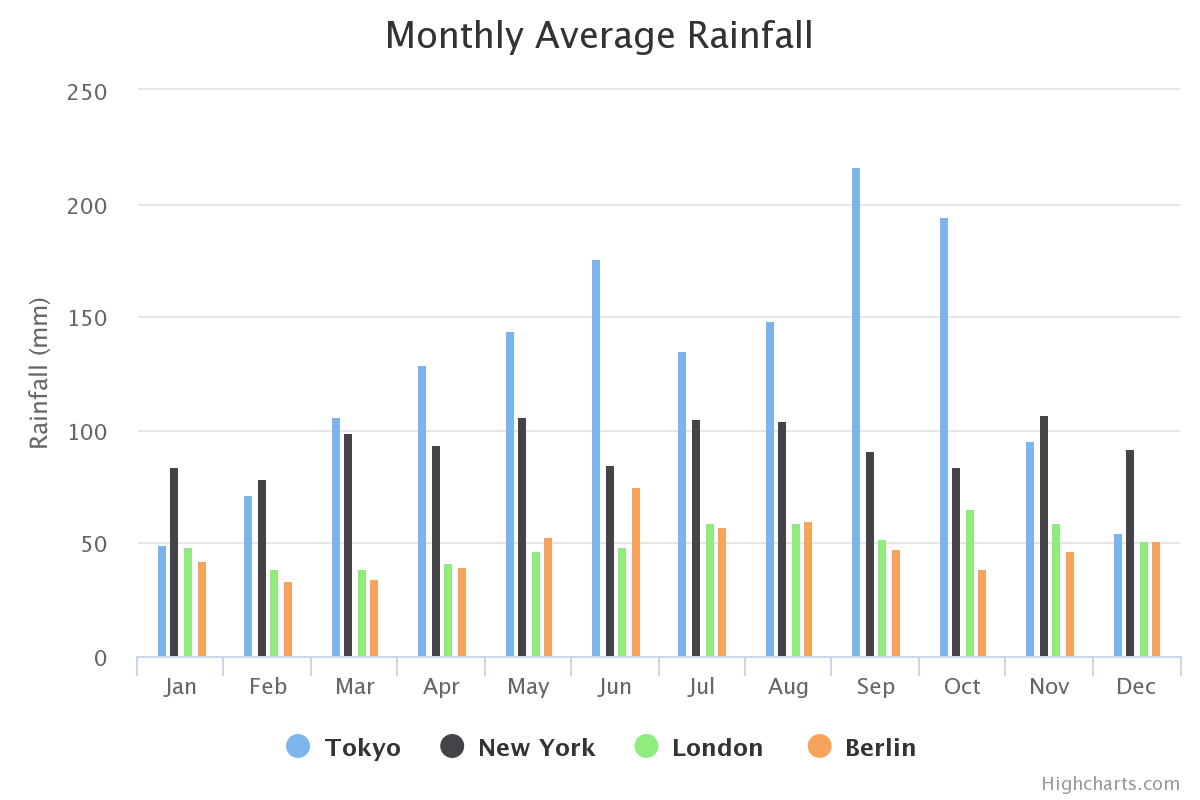 Monthly Average Rainfall
250
200
150
100
50
0
Rainfall (mm)
Jan Feb Mar Apr May Jun Jul Aug Sep Oct Nov Dec
Tokyo New York London Berlin
Highcharts.com